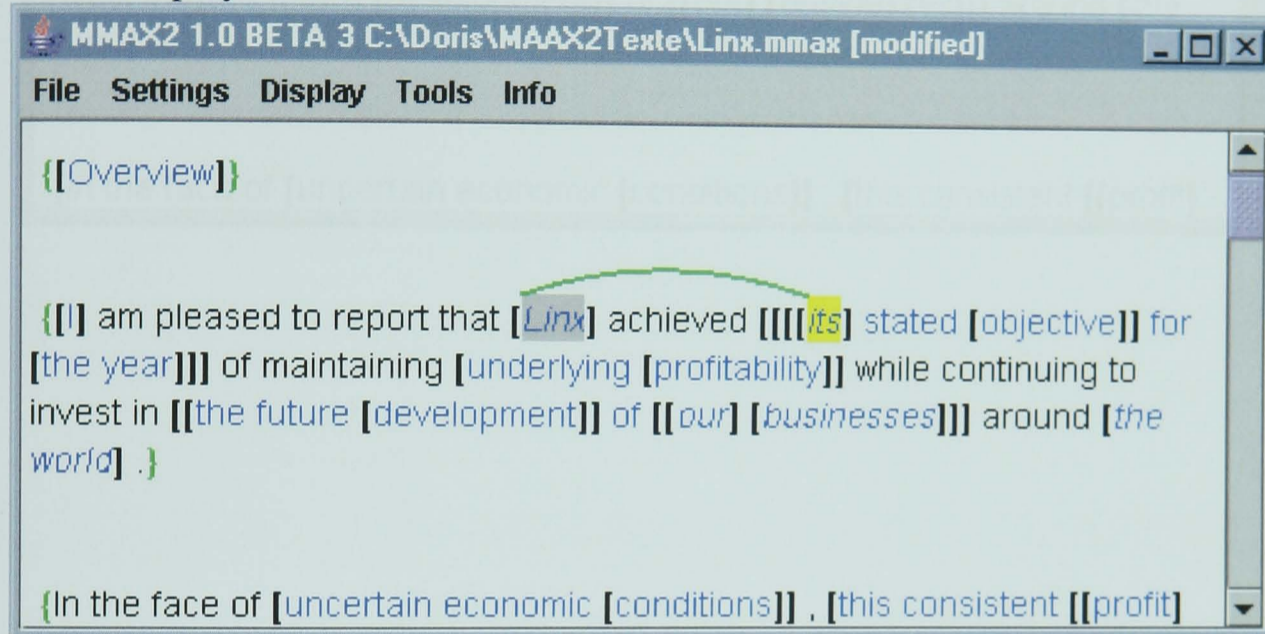 MMAX2 1.0 BETA 3 C:\Doris\MAAX2Texte\Linx.mmax [modified]
File Settings Display Tools Info
{[Overview]}
{[I] am pleased to report that [Linx] achieved [[[[its] stated [objective]] for
[the year]]] of maintaining [underlying [profitability]] while continuing to
invest in [[the future [development]] of [[our] [businesses]]] around [the
world] .}
{In the face of [uncertain economic [conditions]] , [this consistent [[profit]